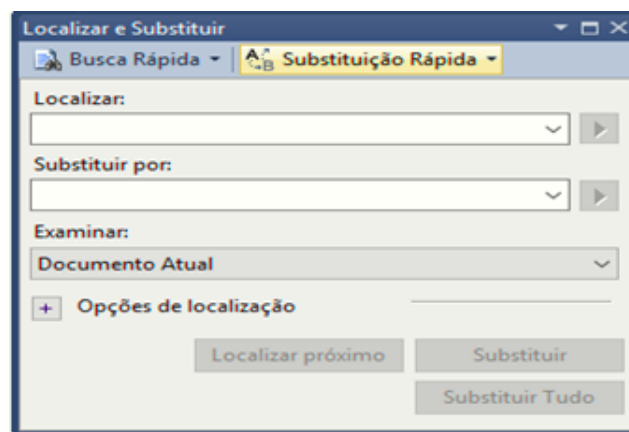 Localizar e Substituir
Busca Rápida Substituição Rápida
Localizar:
Substituir por:
Examinar:
Documento Atual
+ Opções de localização
Localizar próximo Substituir
Substituir Tudo